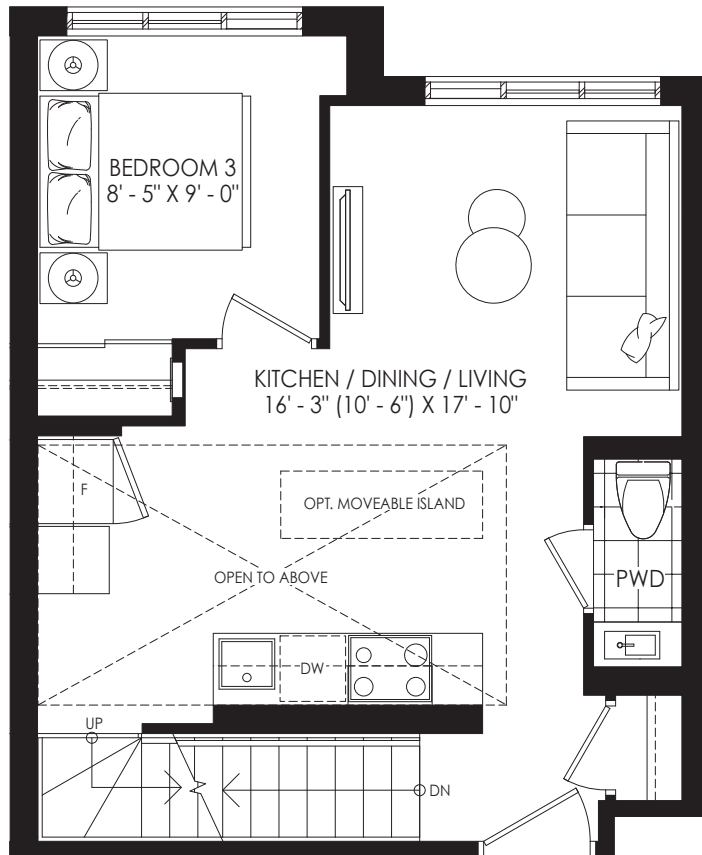 BEDROOM 3
8' - 5" X 9' - 0"
KITCHEN / DINING / LIVING
16' - 3" (10' - 6") X 17' - 10"
F
OPT. MOVEABLE ISLAND
OPEN TO ABOVE
PWD
DW
UP
DN